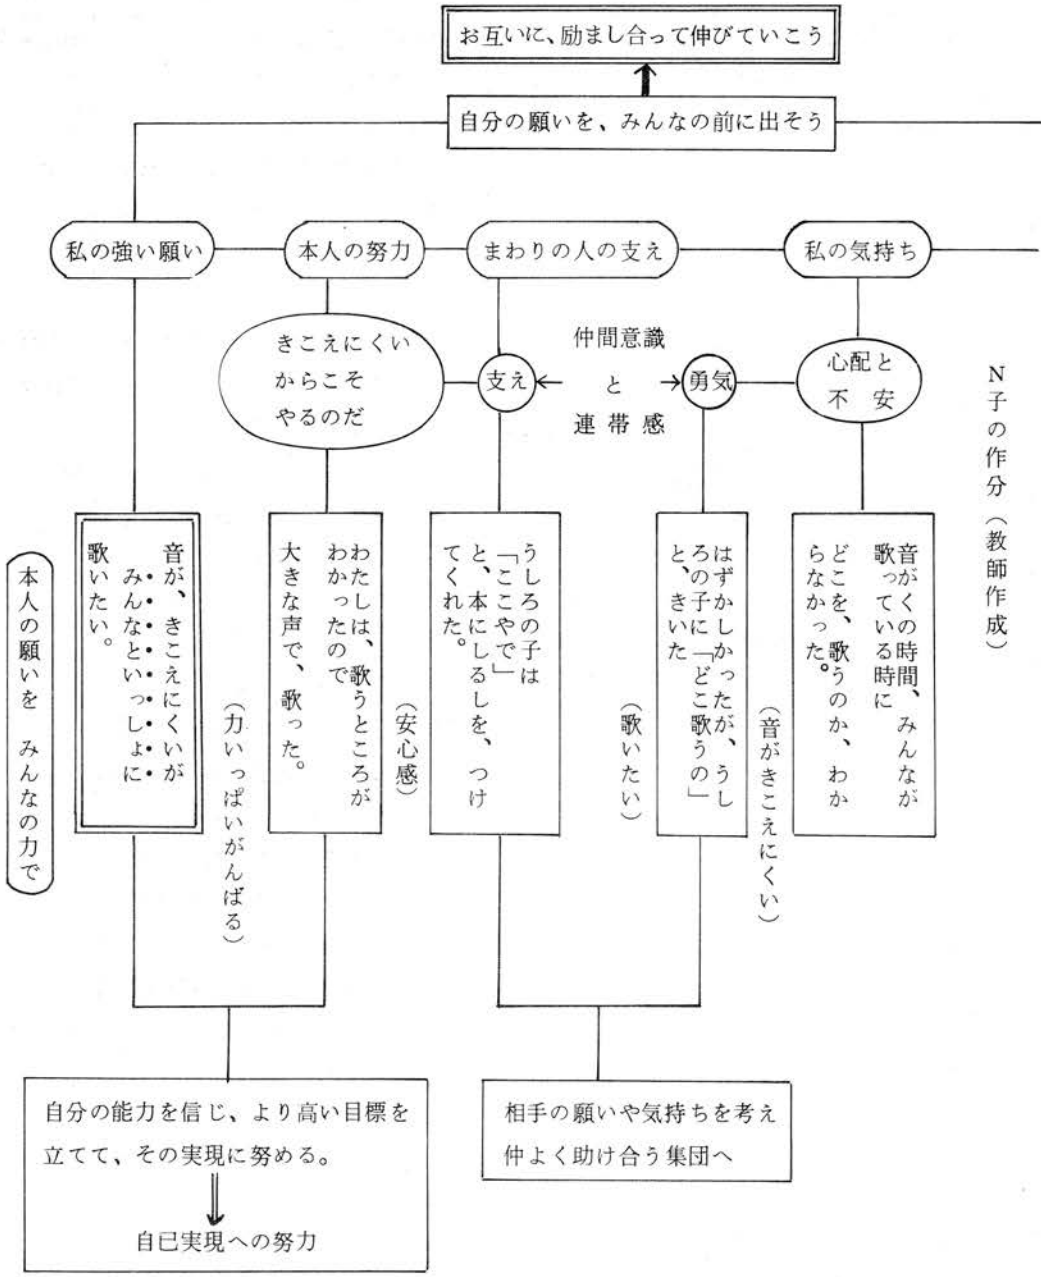 お互いに、励まし合って伸びていこう
自分の願いを、みんなの前に出そう
私の強い願い
本人の努力
まわりの人の支え
私の気持ち
きこえにくい
からこそ
やるのだ
支え
仲間意識
と
連帯感
勇気
心配と
不安
N子の作分（教師作成）
音がくの時間、みんなが
歌っている時に
どこを、歌うのか、わか
らなかった。
（音がきこえにくい）
はずかしかったが、うし
ろの子に「どこ歌うの」
と、きいた
（歌いたい）
うしろの子は
「ここやで」
と、本にしるしを、つけ
てくれた。
（安心感）
わたしは、歌うところが
わかったので
大きな声で、歌った。
（力いっぱいがんばる）
音が、きこえにくいが
みんなといっしょに
歌いたい。
本人の願いを　みんなの力で
相手の願いや気持ちを考え
仲よく助け合う集団へ
自分の能力を信じ、より高い目標を
立てて、その実現に努める。
自已実現への努力